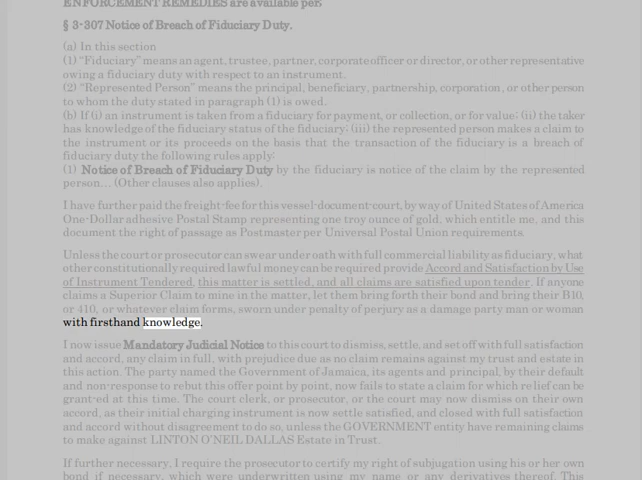 ENFORCEMENT REMEDIES are available per;
§ 3-307 Notice of Breach of Fiduciary Duty.
(a) In this section
(1) “Fiduciary” means an agent, trustee, partner, corporate officer or director, or other representative
owing a fiduciary duty with respect to an instrument.
(2) “Represented Person” means the principal, beneficiary, partnership, corporation, or other person
to whom the duty stated in paragraph (1) is owed.
(b) If (i) an instrument is taken from a fiduciary for payment, or collection, or for value; (ii) the taker
has knowledge of the fiduciary status of the fiduciary; (iii) the represented person makes a claim to
the instrument or its proceeds on the basis that the transaction of the fiduciary is a breach of
fiduciary duty the following rules apply:
(1) Notice of Breach of Fiduciary Duty by the fiduciary is notice of the claim by the represented
person… (Other clauses also applies).
I have further paid the freight-fee for this vessel-document-court, by way of United States of America
One-Dollar adhesive Postal Stamp representing one troy ounce of gold, which entitle me, and this
document the right of passage as Postmaster per Universal Postal Union requirements.
Unless the court or prosecutor can swear under oath with full commercial liability as fiduciary, what
other constitutionally required lawful money can be required provide Accord and Satisfaction by Use
of Instrument Tendered, this matter is settled, and all claims are satisfied upon tender. If anyone
claims a Superior Claim to mine in the matter, let them bring forth their bond and bring their B10,
or 410, or whatever claim forms, sworn under penalty of perjury as a damage party man or woman
with firsthand knowledge.
I now issue Mandatory Judicial Notice to this court to dismiss, settle, and set off with full satisfaction
and accord, any claim in full, with prejudice due as no claim remains against my trust and estate in
this action. The party named the Government of Jamaica, its agents and principal, by their default
and non-response to rebut this offer point by point, now fails to state a claim for which relief can be
grant-ed at this time. The court clerk, or prosecutor, or the court may now dismiss on their own
accord, as their initial charging instrument is now settle satisfied, and closed with full satisfaction
and accord without disagreement to do so, unless the GOVERNMENT entity have remaining claims
to make against LINTON O'NEIL DALLAS Estate in Trust.
If further necessary, I require the prosecutor to certify my right of subjugation using his or her own
bond if necessary, which were underwritten using my name or any derivatives thereof. This